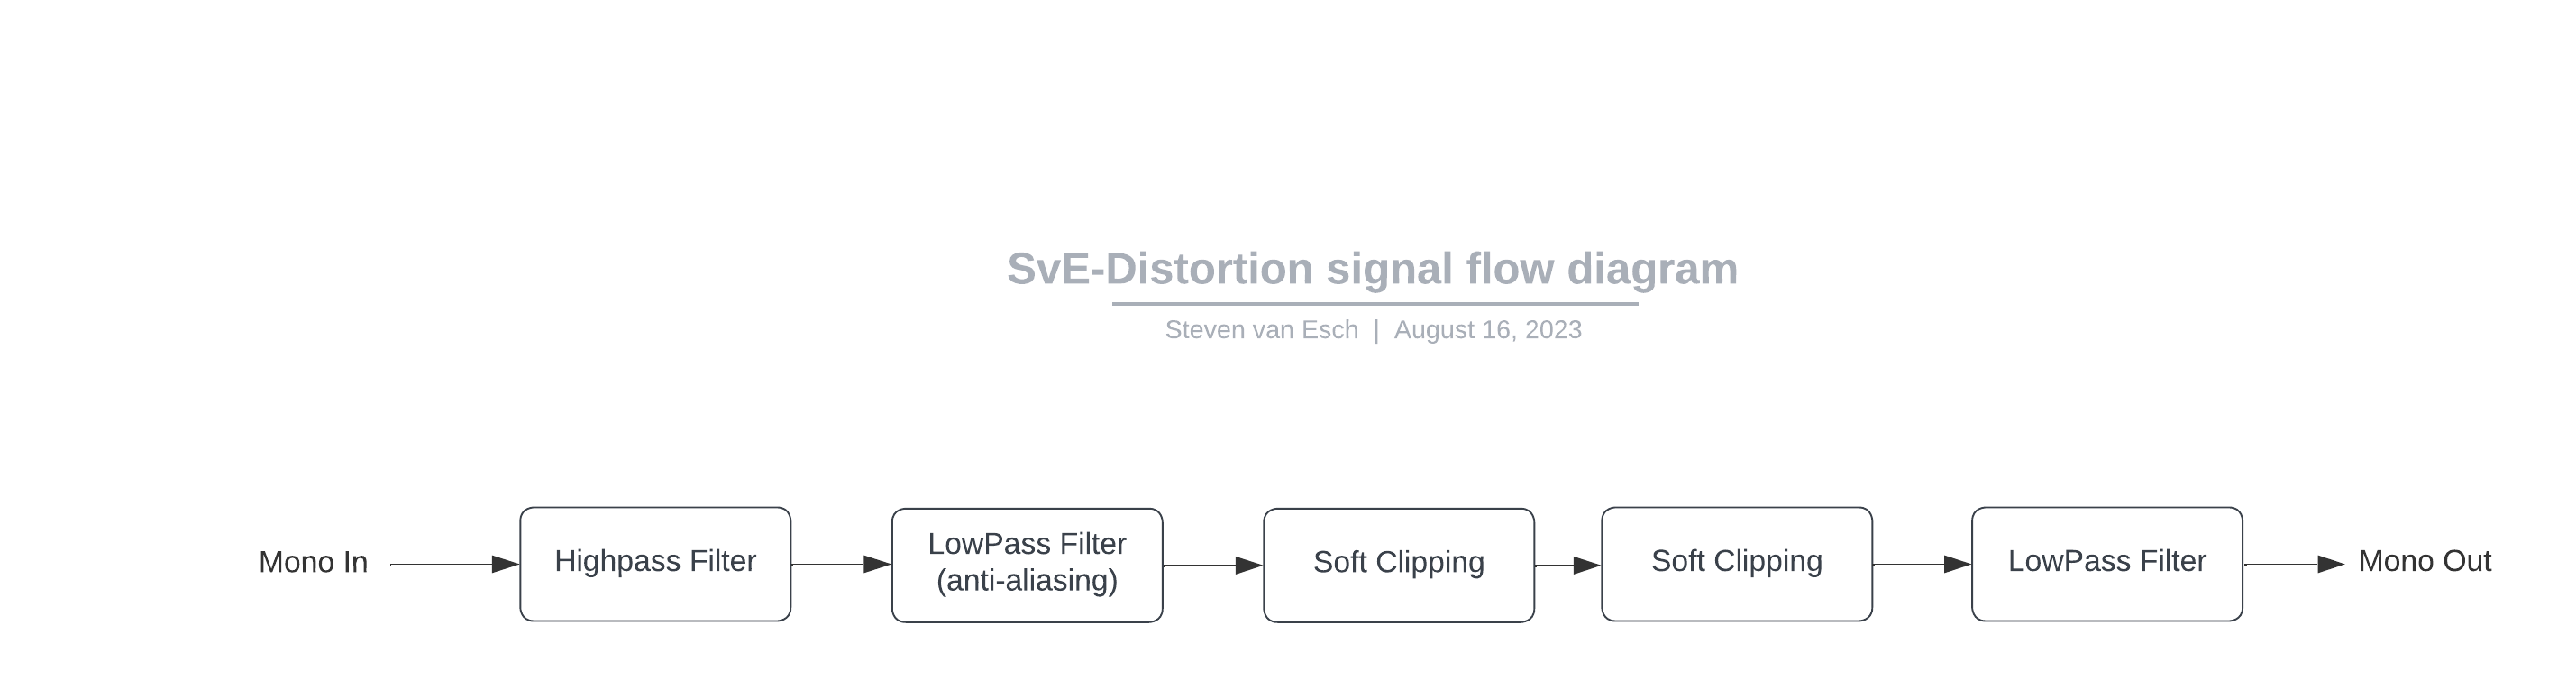 SvE-Distortion signal flow diagram
Steven van Esch | August 16, 2023
Mono In
Highpass Filter
LowPass Filter
(anti-aliasing)
Soft Clipping
Soft Clipping
LowPass Filter
Mono Out